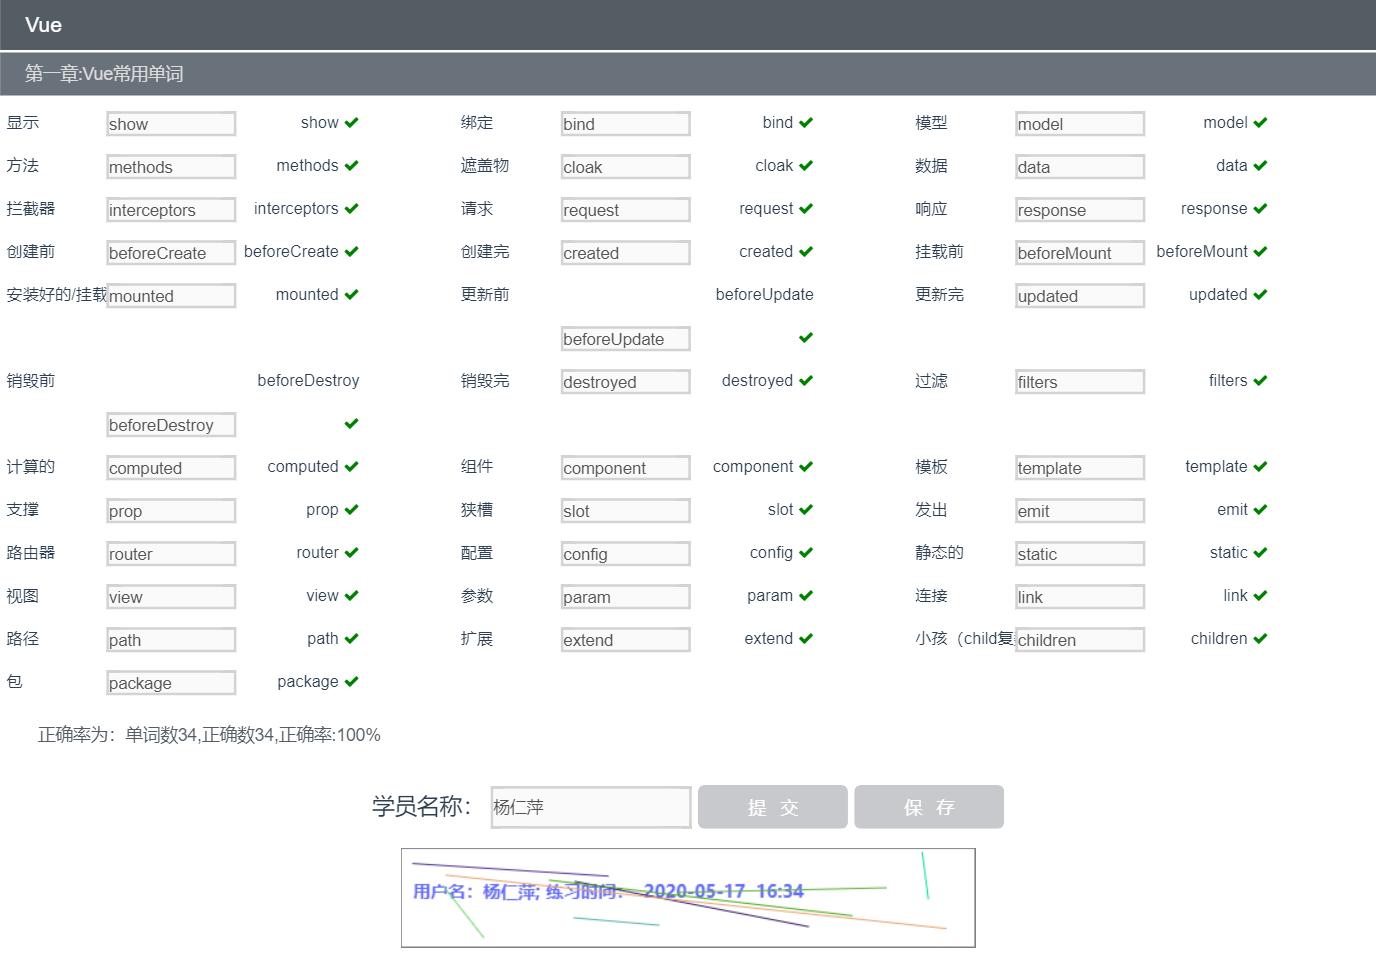 Vue
第一章:Vue常用单词
显示 show show 绑定 bind bind 模型 model model
方法 methods methods 遮盖物 cloak cloak 数据 data data
拦截器 interceptors interceptors 请求 request request 响应 response response
创建前 beforeCreate beforeCreate 创建完 created created 挂载前 beforeMount beforeMount
安装好的/挂载 mounted mounted 更新前 beforeUpdate 更新完 updated updated
beforeUpdate
销毁前 beforeDestroy 销毁完 destroyed destroyed 过滤 filters filters
beforeDestroy
计算的 computed computed 组件 component component 模板 template template
支撑 prop prop 狭槽 slot slot 发出 emit emit
路由器 router router 配置 config config 静态的 static static
视图 view view 参数 param param 连接 link link
路径 path path 扩展 extend extend 小孩（child复 children children
包 package package
正确率为：单词数34,正确数34,正确率:100%
学员名称： 杨仁萍 提 交 保 存
用户名：杨仁萍; 练习时间： 2020-05-17 16:34